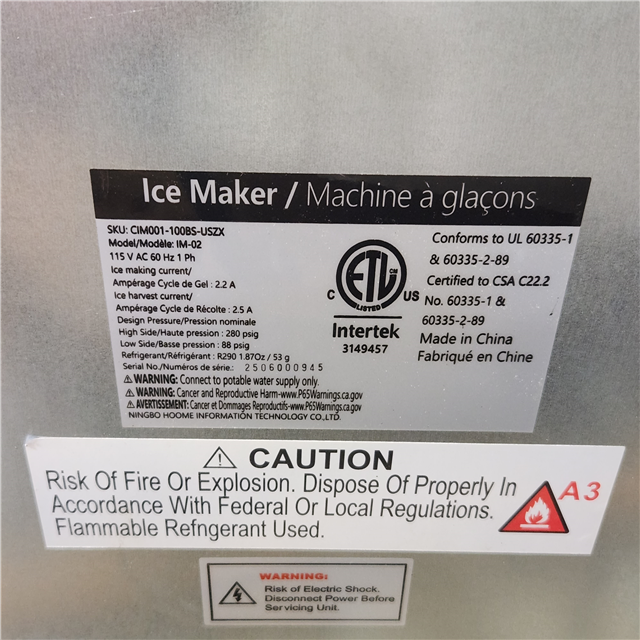 Ice Maker / Machine à glaçons
SKU: CIM001-100BS-USZX
Model/Modèle: IM-02
115 V AC 60 Hz 1 Ph
Ice making current/
Ampérage Cycle de Gel : 2.2 A
Ice harvest current/
Ampérage Cycle de Récolte : 2.5 A
Design Pressure/Pression nominale
High Side/Haute pression : 280 psig
Low Side/Basse pression : 88 psig
Refrigerant/Réfrigérant : R290 1.87Oz / 53 g
Serial No./Numéros de série.: 2506000945
WARNING: Connect to potable water supply only.
WARNING: Cancer and Reproductive Harm-www.P65Warnings.ca.gov
AVERTISSEMENT: Cancer et Dommages Reproductifs-www.P65Warnings.ca.gov
NINGBO HOOME INFORMATION TECHNOLOGY CO.,LTD.
ETL CM
LISTED
C US
Intertek
3149457
Conforms to UL 60335-1
& 60335-2-89
Certified to CSA C22.2
No. 60335-1 &
60335-2-89
Made in China
Fabriqué en Chine
CAUTION
Risk Of Fire Or Explosion. Dispose Of Properly In
Accordance With Federal Or Local Regulations.
Flammable Refngerant Used.
A3
WARNING:
Risk of Electric Shock.
Disconnect Power Before
Servicing Unit.